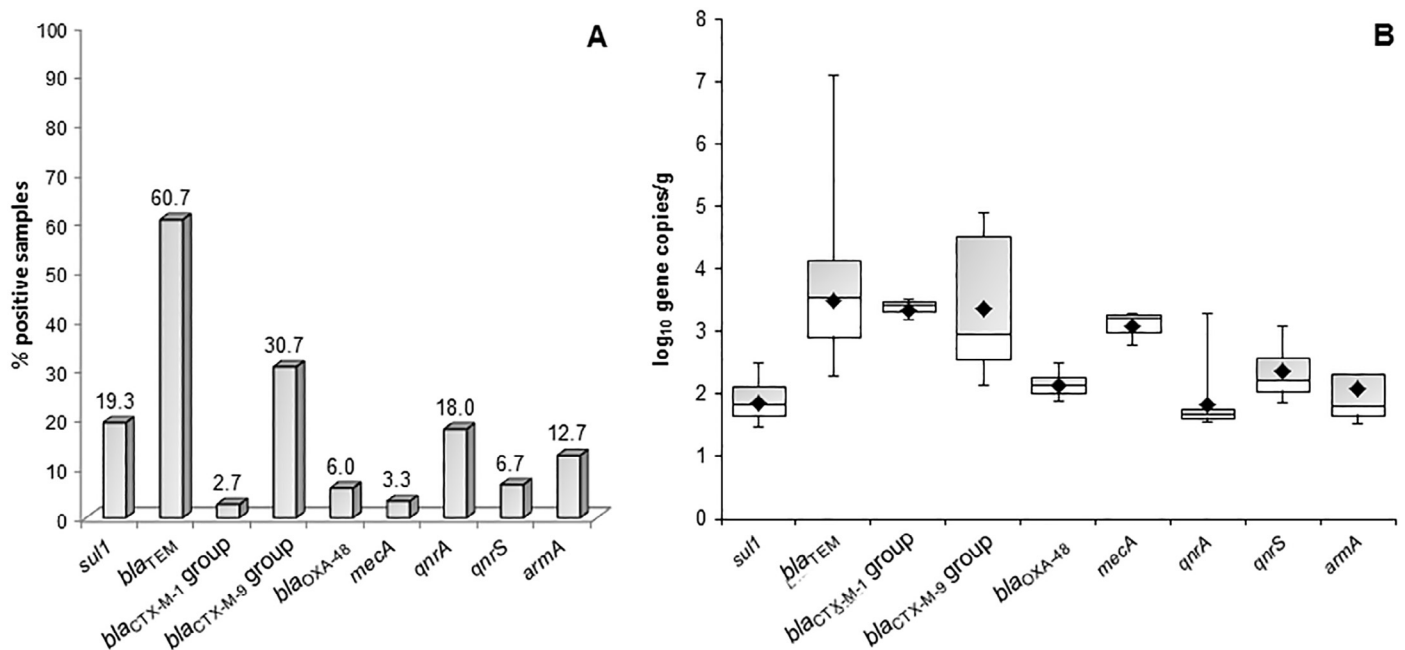 A
% positive samples
100
90
80
70
60
50
40
30
20
10
0
19.3
60.7
2.7
30.7
6.0
3.3
18.0
6.7
12.7
sul1
blaTEM
blaCTX-M-1 group
blaCTX-M-9 group
blaOXA-48
mecA
qnrA
qnrS
armA
B
log10 gene copies/g
8
7
6
5
4
3
2
1
0
sul1
blaTEM
blaCTX-M-1 group
blaCTX-M-9 group
blaOXA-48
mecA
qnrA
qnrS
armA